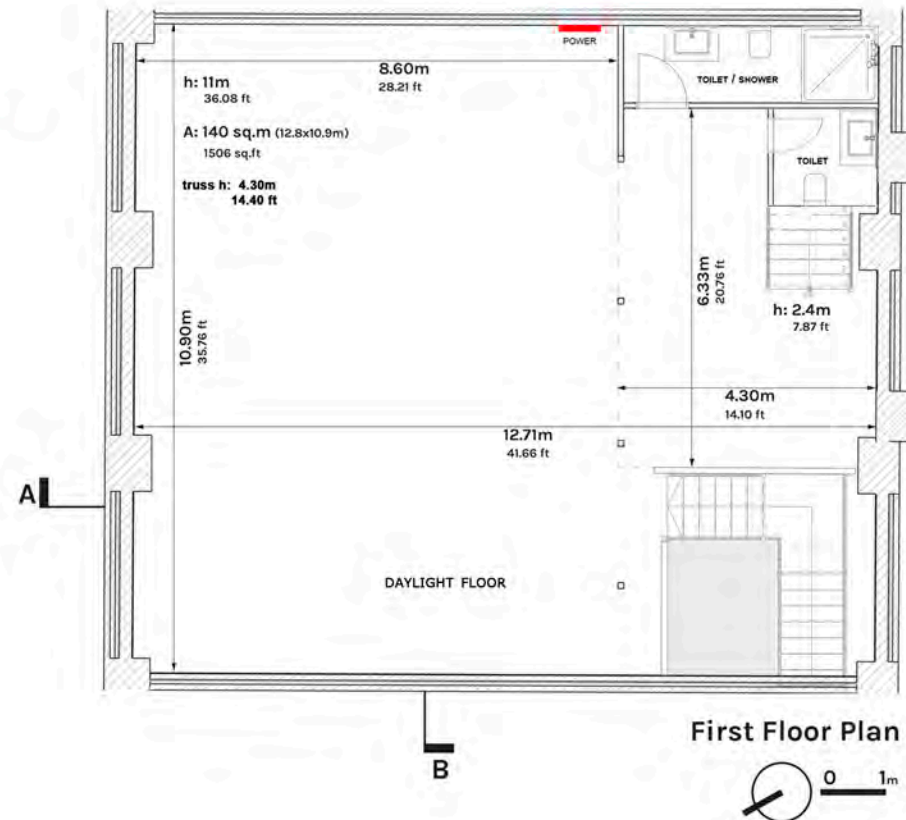 POWER
8.60m
28.21 ft
h: 11m
36.08 ft
A: 140 sq.m (12.8x10.9m)
1506 sq.ft
truss h: 4.30m
14.40 ft
TOILET / SHOWER
TOILET
10.90m
35.76 ft
6.33m
20.76 ft
h: 2.4m
7.87 ft
4.30m
14.10 ft
12.71m
41.66 ft
A
DAYLIGHT FLOOR
B
First Floor Plan
0 1m